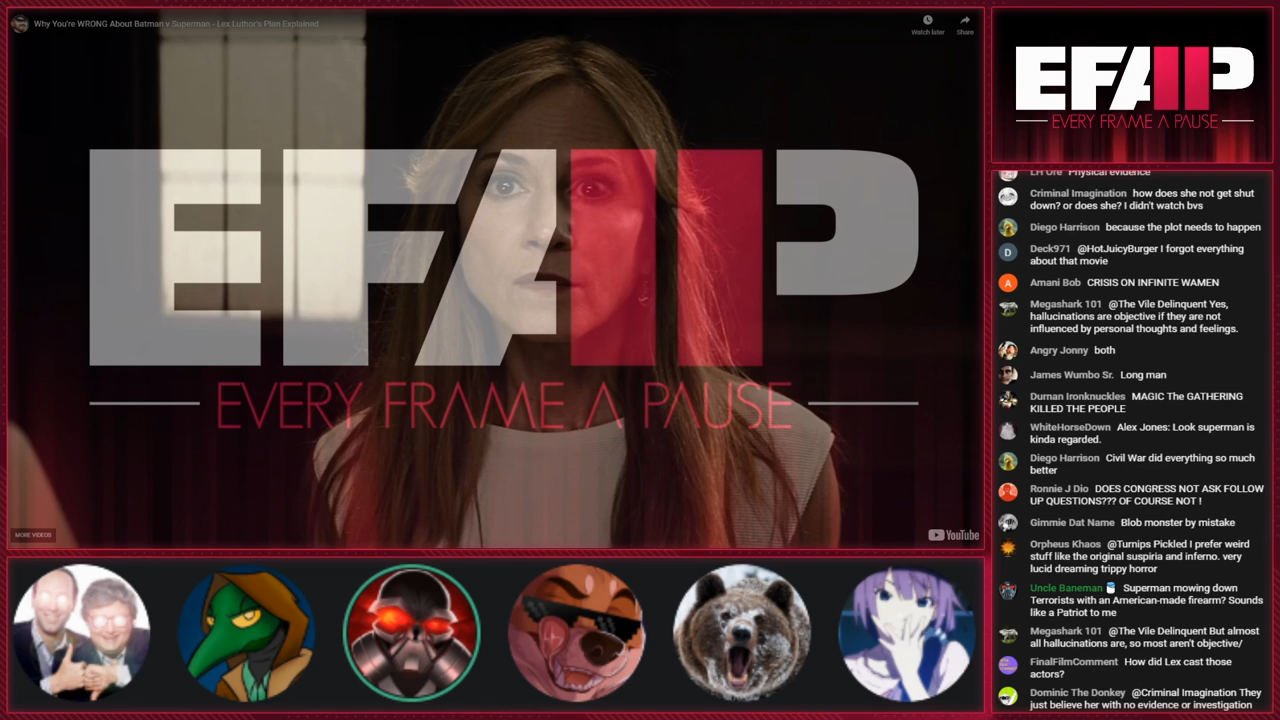 Why You're WRONG About Batman v Superman - Lex Luthor's Plan Explained
Watch later
Share
EFAP
EVERY FRAME A PAUSE
MORE VIDEOS
YouTube
EFAP
EVERY FRAME A PAUSE
LH Ore Physical evidence
Criminal Imagination how does she not get shut
down? or does she? I didn't watch bvs
Diego Harrison because the plot needs to happen
D
Deck971 @HotJuicyBurger I forgot everything
about that movie
A
Amani Bob CRISIS ON INFINITE WAMEN
Megashark 101 @The Vile Delinquent Yes,
hallucinations are objective if they are not
influenced by personal thoughts and feelings.
Angry Jonny both
James Wumbo Sr. Long man
Durnan Ironknuckles MAGIC The GATHERING
KILLED THE PEOPLE
WhiteHorseDown Alex Jones: Look superman is
kinda regarded.
Diego Harrison Civil War did everything so much
better
Ronnie J Dio DOES CONGRESS NOT ASK FOLLOW
UP QUESTIONS??? OF COURSE NOT !
Gimmie Dat Name Blob monster by mistake
Orpheus Khaos @Turnips Pickled I prefer weird
stuff like the original suspiria and inferno. very
lucid dreaming trippy horror
Uncle Baneman Superman mowing down
Terrorists with an American-made firearm? Sounds
like a Patriot to me
Megashark 101 @The Vile Delinquent But almost
all hallucinations are, so most aren't objective/
FinalFilmComment How did Lex cast those
actors?
Dominic The Donkey @Criminal Imagination They
just believe her with no evidence or investigation